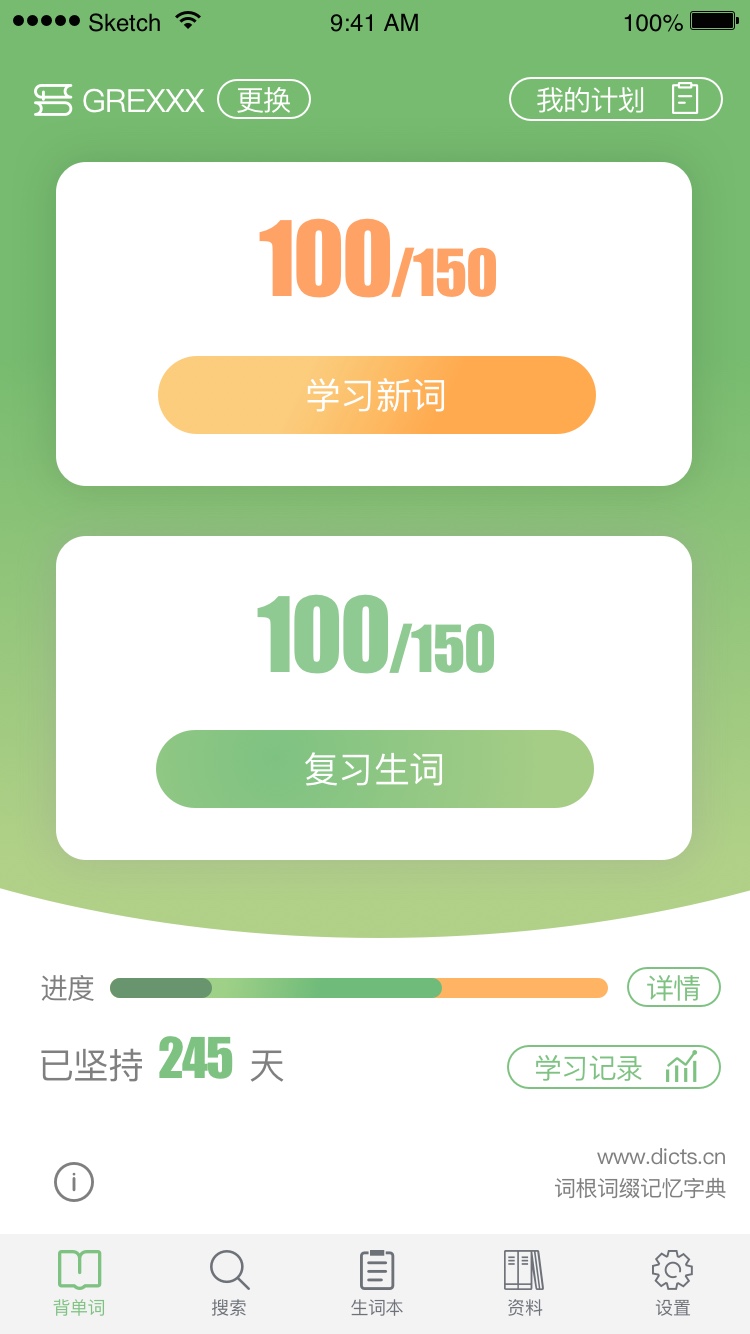 Sketch 9:41 AM 100%
GREXXX 更换 我的计划
100/150
学习新词
100/150
复习生词
进度 详情
已坚持 245 天 学习记录
www.dicts.cn
词根词缀记忆字典
背单词 搜索 生词本 资料 设置